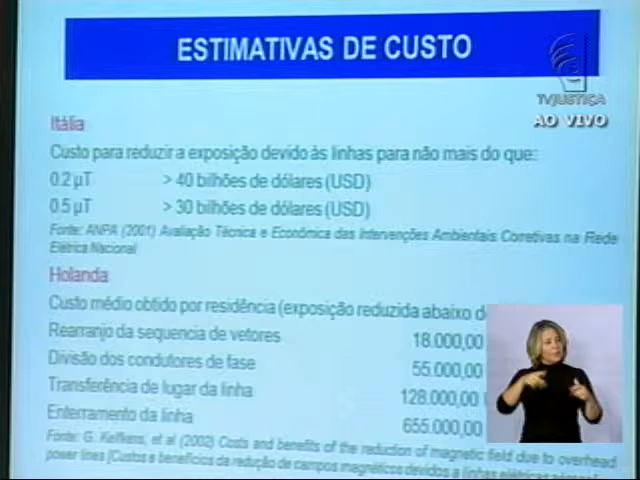 ESTIMATIVAS DE CUSTO
TVJUSTIÇA
AO VIVO
Itália
Custo para reduzir a exposição devido às linhas para não mais do que:
0.2 µT > 40 bilhões de dólares (USD)
0.5 µT > 30 bilhões de dólares (USD)
Fonte: ANPA (2001) Avaliação Técnica e Econômica das Intervenções Ambientais Corretivas na Rede
Elétrica Nacional
Holanda
Custo médio obtido por residência (exposição reduzida abaixo
Rearranjo da sequencia de vetores 18.000,00
Divisão dos condutores de fase 55.000,00
Transferência de lugar da linha 128.000,00
Enterramento da linha 655.000,00
Fonte: G. Kelfkens, et al (2002) Costs and benefits of the reduction of magnetic field due to overhead
power lines [Custos e benefícios da redução de campos magnéticos devidos a linhas elétricas